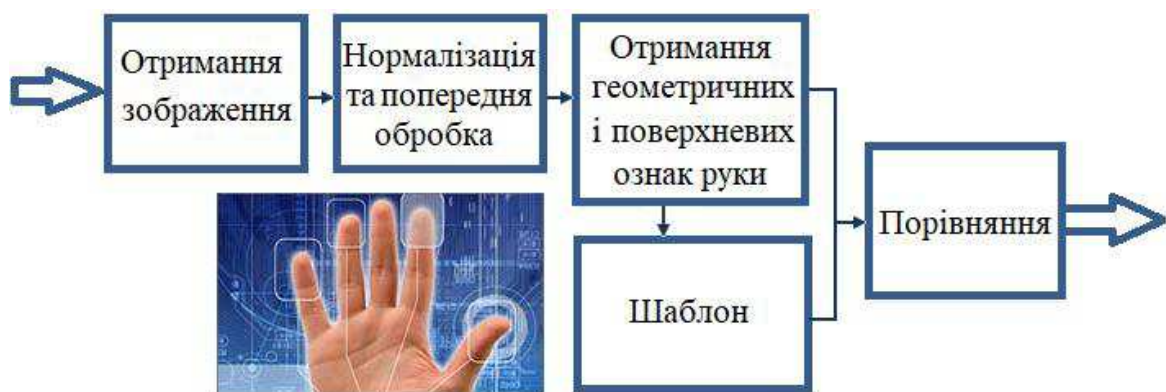 Отримання
зображення
Нормалізація
та попередня
обробка
Отримання
геометричних
і поверхневих
ознак руки
Шаблон
Порівняння